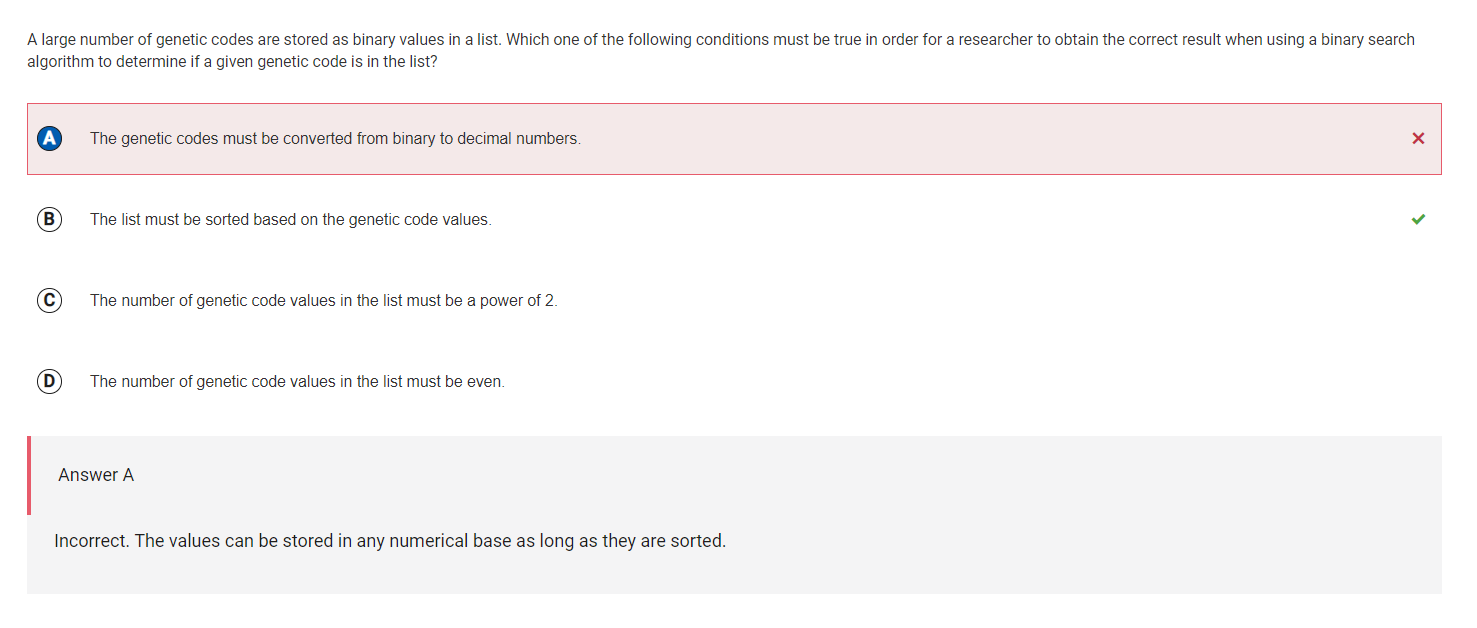 A large number of genetic codes are stored as binary values in a list. Which one of the following conditions must be true in order for a researcher to obtain the correct result when using a binary search
algorithm to determine if a given genetic code is in the list?
A The genetic codes must be converted from binary to decimal numbers.
B The list must be sorted based on the genetic code values.
C The number of genetic code values in the list must be a power of 2.
D The number of genetic code values in the list must be even.
Answer A
Incorrect. The values can be stored in any numerical base as long as they are sorted.